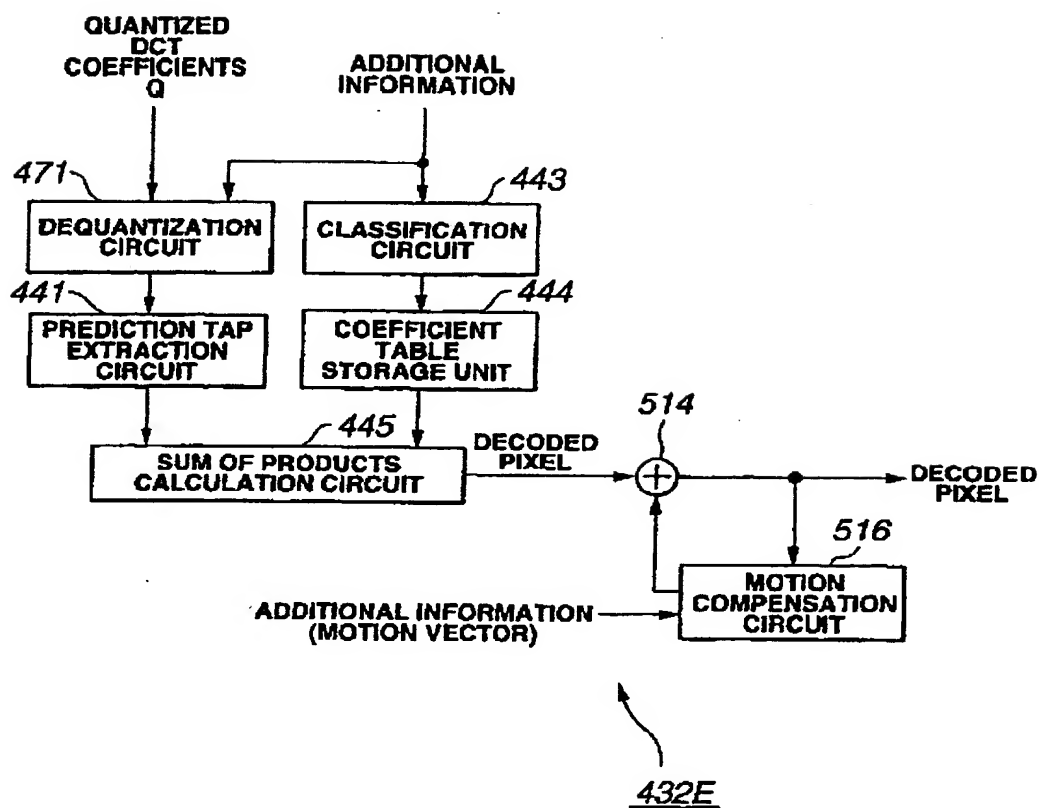 QUANTIZED
DCT
COEFFICIENTS
Q
ADDITIONAL
INFORMATION
471
443
DEQUANTIZATION
CIRCUIT
CLASSIFICATION
CIRCUIT
441
444
PREDICTION TAP
EXTRACTION
CIRCUIT
COEFFICIENT
TABLE
STORAGE UNIT
445
SUM OF PRODUCTS
CALCULATION CIRCUIT
DECODED
PIXEL
514
+
DECODED
PIXEL
516
MOTION
COMPENSATION
CIRCUIT
ADDITIONAL INFORMATION
(MOTION VECTOR)
432E